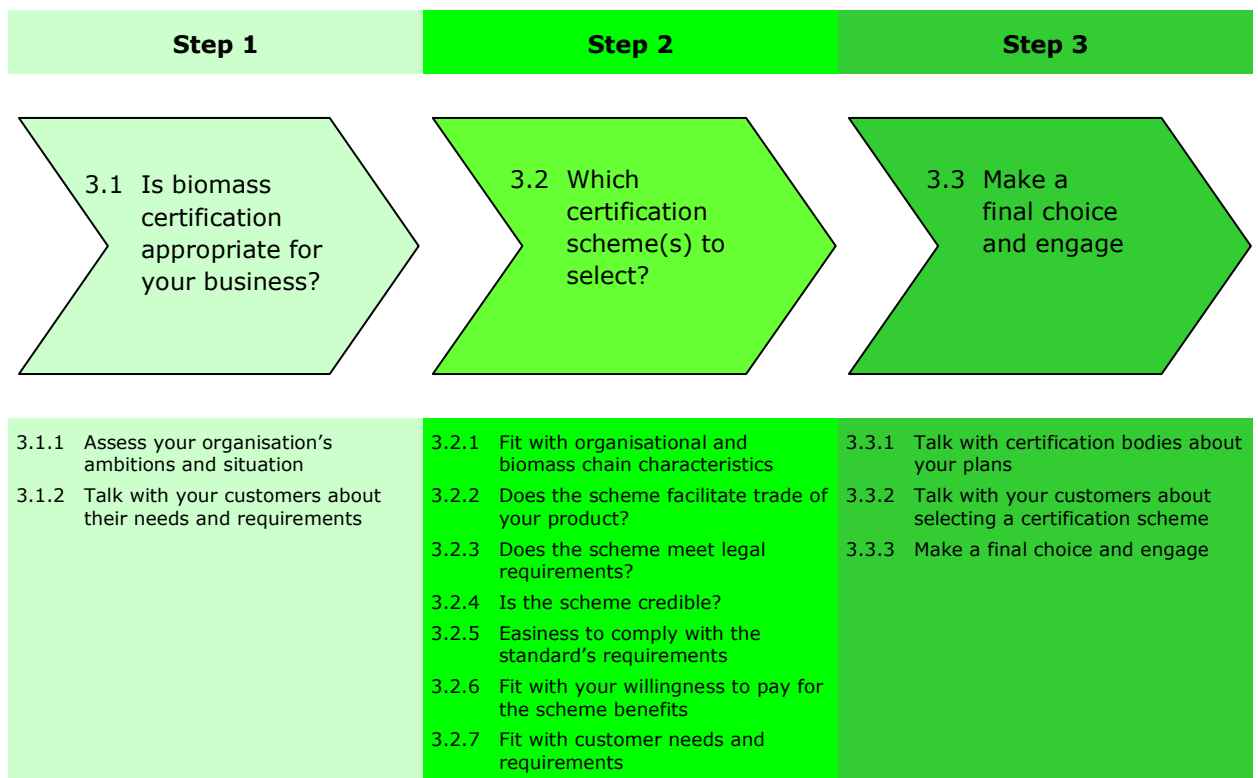 Step 1
Step 2
Step 3
3.1 Is biomass
certification
appropriate for
your business?
3.2 Which
certification
scheme(s) to
select?
3.3 Make a
final choice
and engage
3.1.1 Assess your organisation's
ambitions and situation
3.1.2 Talk with your customers about
their needs and requirements
3.2.1 Fit with organisational and
biomass chain characteristics
3.2.2 Does the scheme facilitate trade of
your product?
3.2.3 Does the scheme meet legal
requirements?
3.2.4 Is the scheme credible?
3.2.5 Easiness to comply with the
standard's requirements
3.2.6 Fit with your willingness to pay for
the scheme benefits
3.2.7 Fit with customer needs and
requirements
3.3.1 Talk with certification bodies about
your plans
3.3.2 Talk with your customers about
selecting a certification scheme
3.3.3 Make a final choice and engage